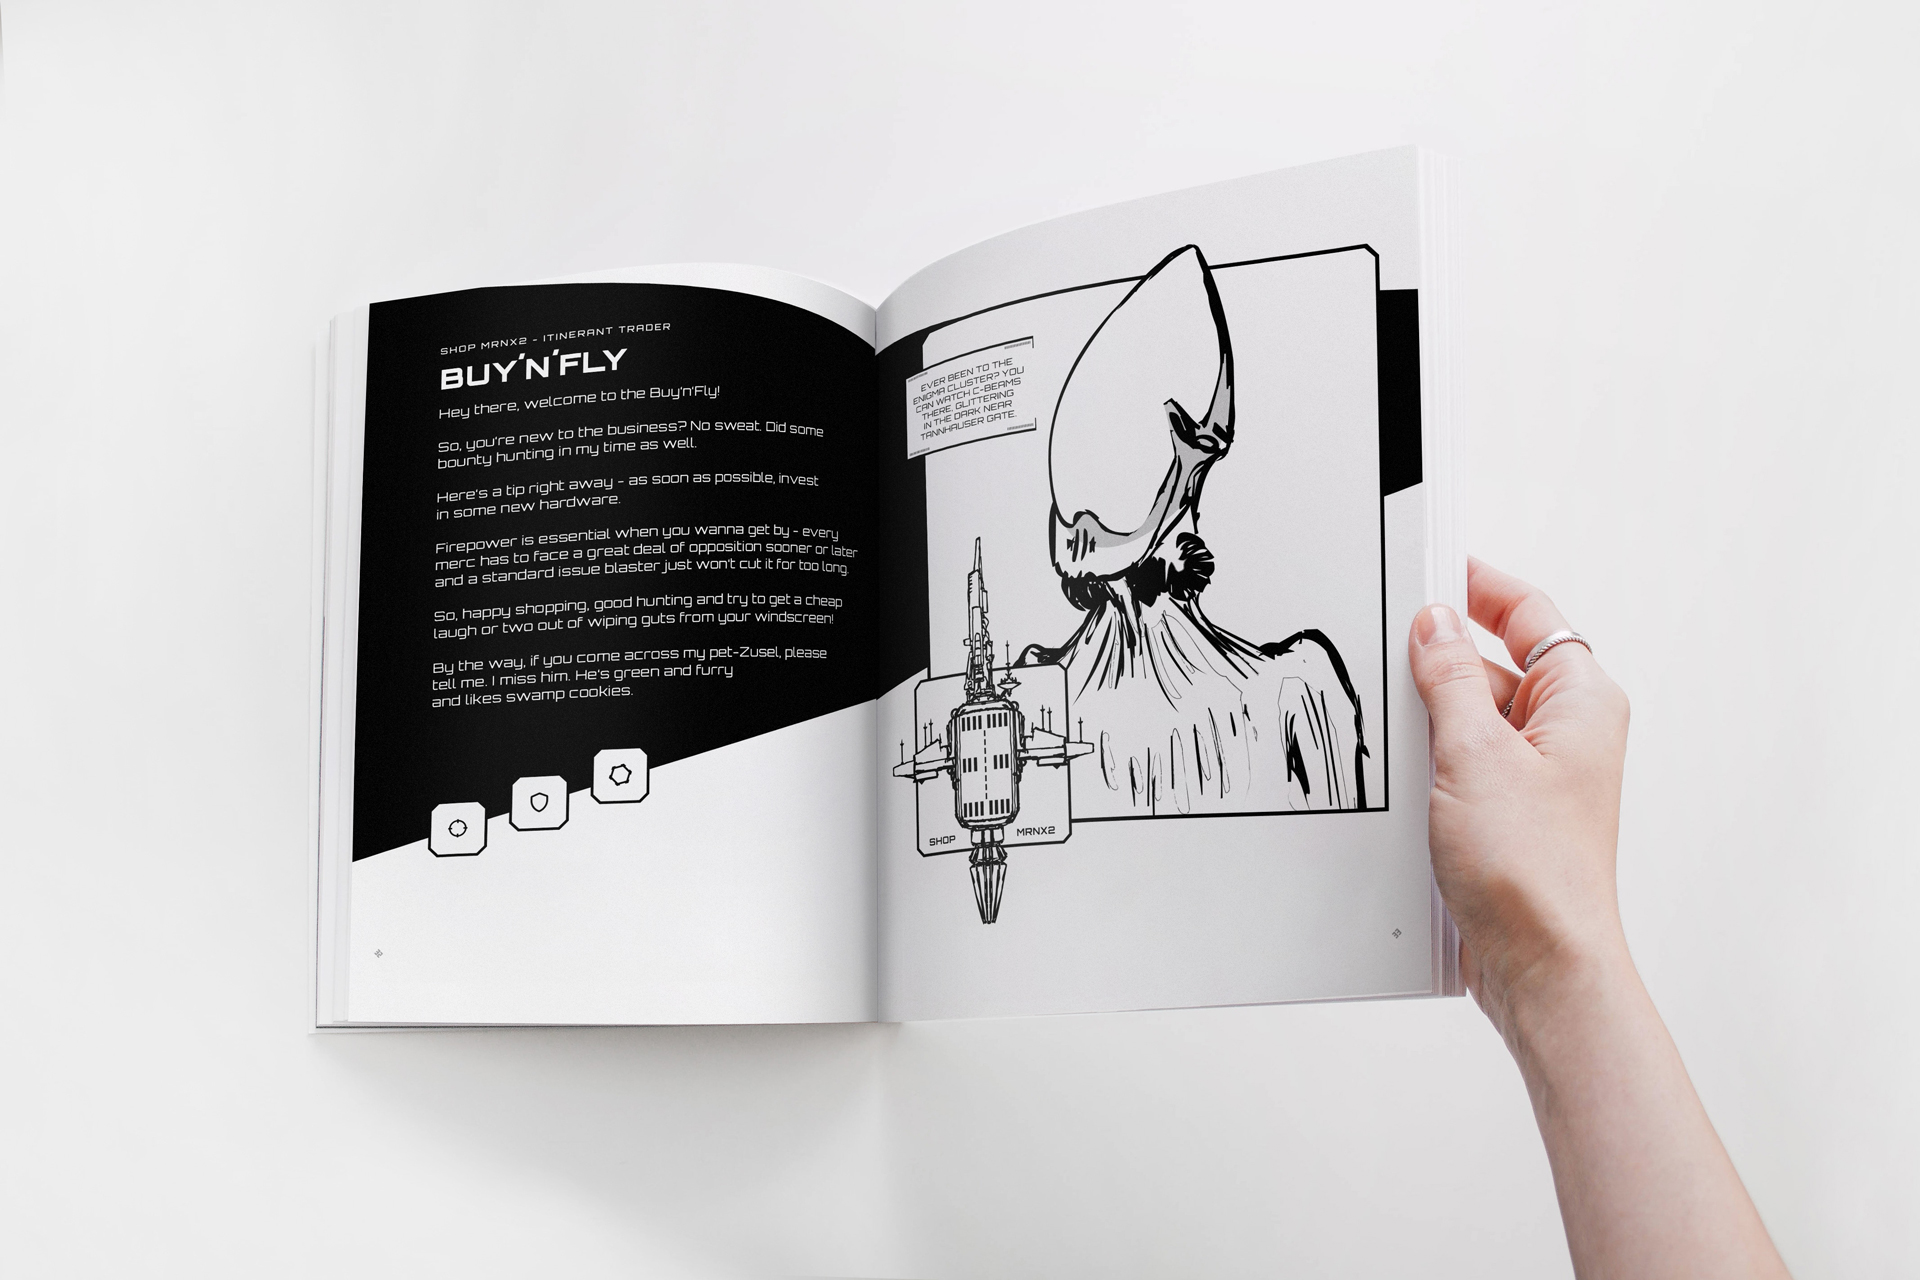 SHOP MRNX2 - ITINERANT TRADER
BUY'N'FLY
Hey there, welcome to the Buy'n'Fly!
So, you're new to the business? No sweat. Did some
bounty hunting in my time as well.
Here's a tip right away - as soon as possible, invest
in some new hardware.
Firepower is essential when you wanna get by - every
merc has to face a great deal of opposition sooner or later
and a standard issue blaster just won't cut it for too long.
So, happy shopping, good hunting and try to get a cheap
laugh or two out of wiping guts from your windscreen!
By the way, if you come across my pet-Zusel, please
tell me. I miss him. He's green and furry
and likes swamp cookies.
EVER BEEN TO THE
ENIGMA CLUSTER? YOU
CAN WATCH C-BEAMS
THERE, GLITTERING
IN THE DARK NEAR
TANNHAUSER GATE.
SHOP MRNX2
33